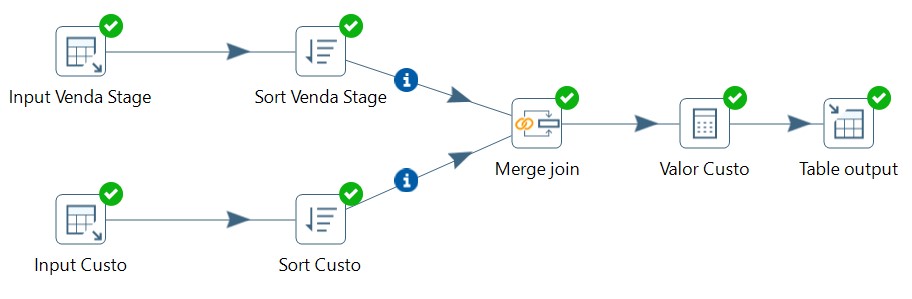 Input Venda Stage
Sort Venda Stage
Merge join
Valor Custo
Table output
Input Custo
Sort Custo